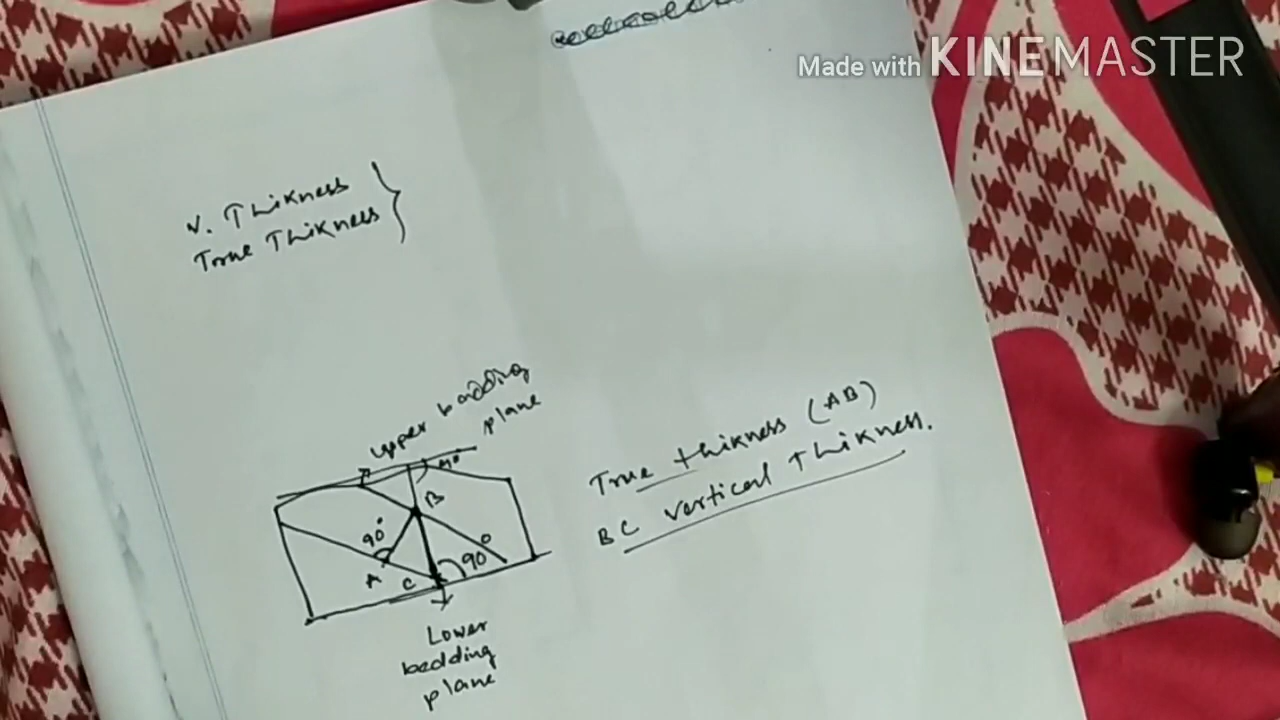 Made with KINEMASTER
V. Thikness
True Thikness
upper badding
plane
90°
B
90°
A
C
90°
Lower
bedding
plane
True thikness (AB)
BC vertical Thikness.